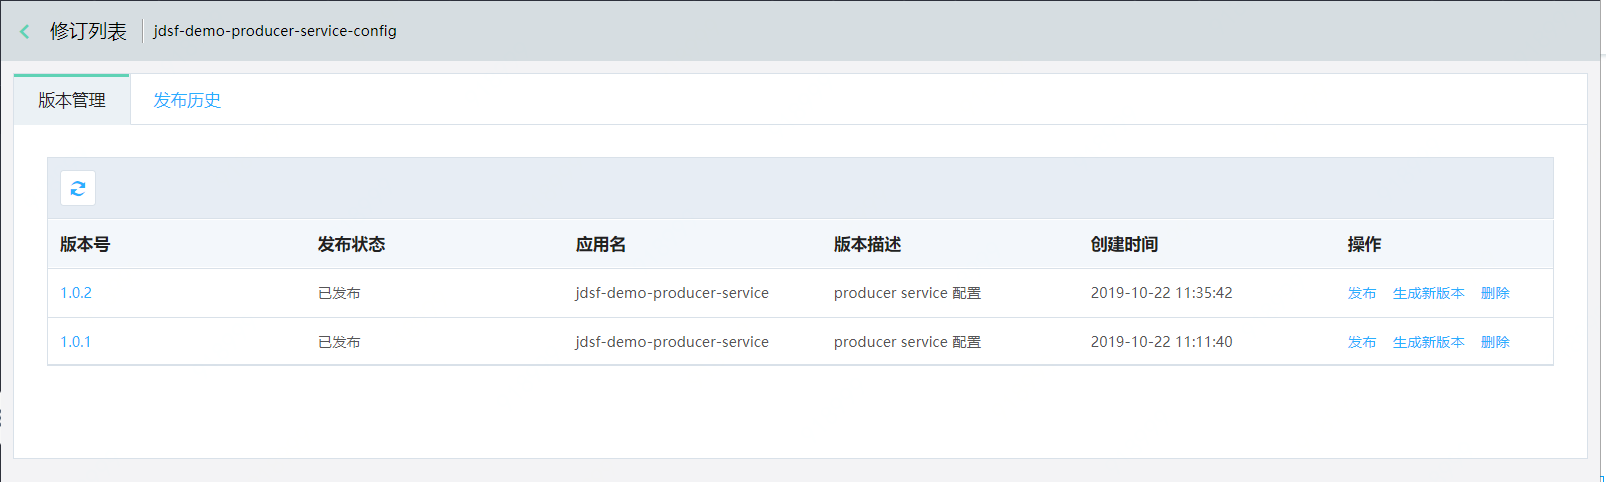 修订列表 jdsf-demo-producer-service-config
版本管理 发布历史
版本号 发布状态 应用名 版本描述 创建时间 操作
1.0.2 已发布 jdsf-demo-producer-service producer service 配置 2019-10-22 11:35:42 发布 生成新版本 删除
1.0.1 已发布 jdsf-demo-producer-service producer service 配置 2019-10-22 11:11:40 发布 生成新版本 删除